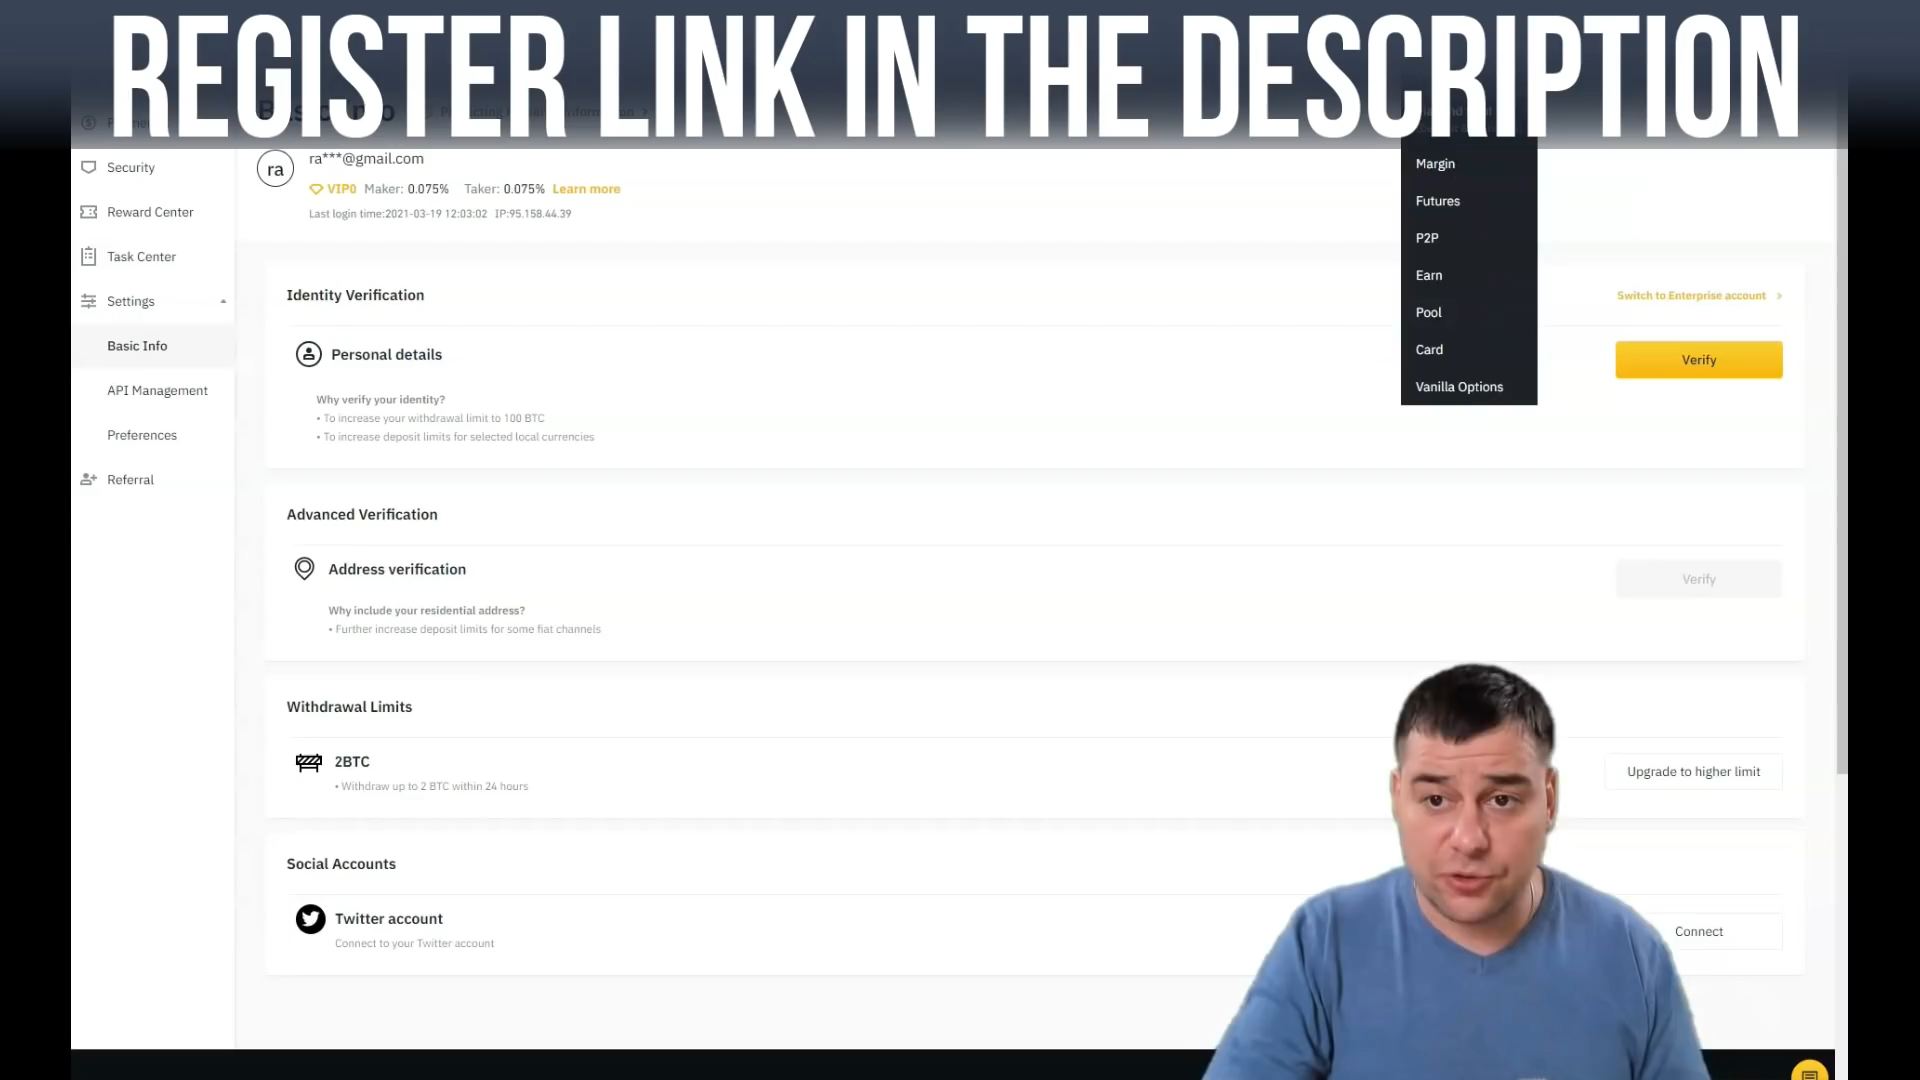 REGISTER LINK IN THE DESCRIPTION
Security
Reward Center
Task Center
Settings
Basic Info
API Management
Preferences
Referral
ra
ra***@gmail.com
VIP0 Maker: 0.075% Taker: 0.075% Learn more
Last login time:2021-03-19 12:03:02 IP:95.158.44.39
Margin
Futures
P2P
Earn
Pool
Card
Vanilla Options
Identity Verification
Switch to Enterprise account >
Personal details
Verify
Why verify your identity?
• To increase your withdrawal limit to 100 BTC
• To increase deposit limits for selected local currencies
Advanced Verification
Address verification
Verify
Why include your residential address?
• Further increase deposit limits for some fiat channels
Withdrawal Limits
2BTC
• Withdraw up to 2 BTC within 24 hours
Upgrade to higher limit
Social Accounts
Twitter account
Connect to your Twitter account
Connect